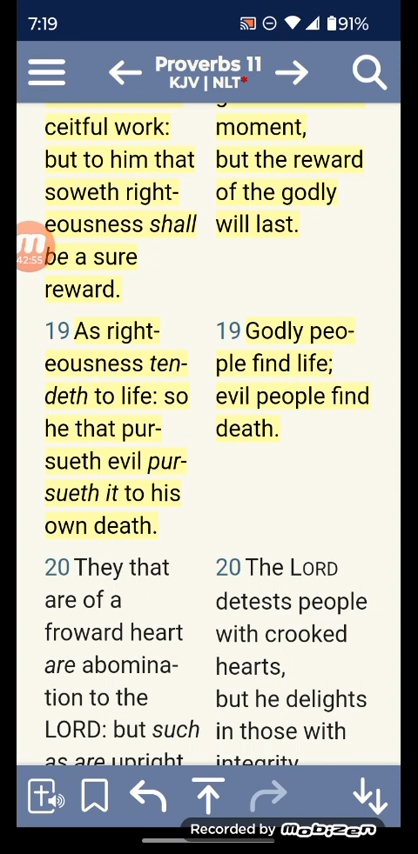 7:19
91%
Proverbs 11
KJV | NLT*
ceitful work:
but to him that
soweth right-
eousness shall
be a sure
reward.
19 As right-
eousness ten-
deth to life: so
he that pur-
sueth evil pur-
sueth it to his
own death.
20 They that
are of a
froward heart
are abomina-
tion to the
LORD: but such
as are upright
moment,
but the reward
of the godly
will last.
19 Godly peo-
ple find life;
evil people find
death.
20 The LORD
detests people
with crooked
hearts,
but he delights
in those with
integrity
m
42:55
Recorded by mobizen